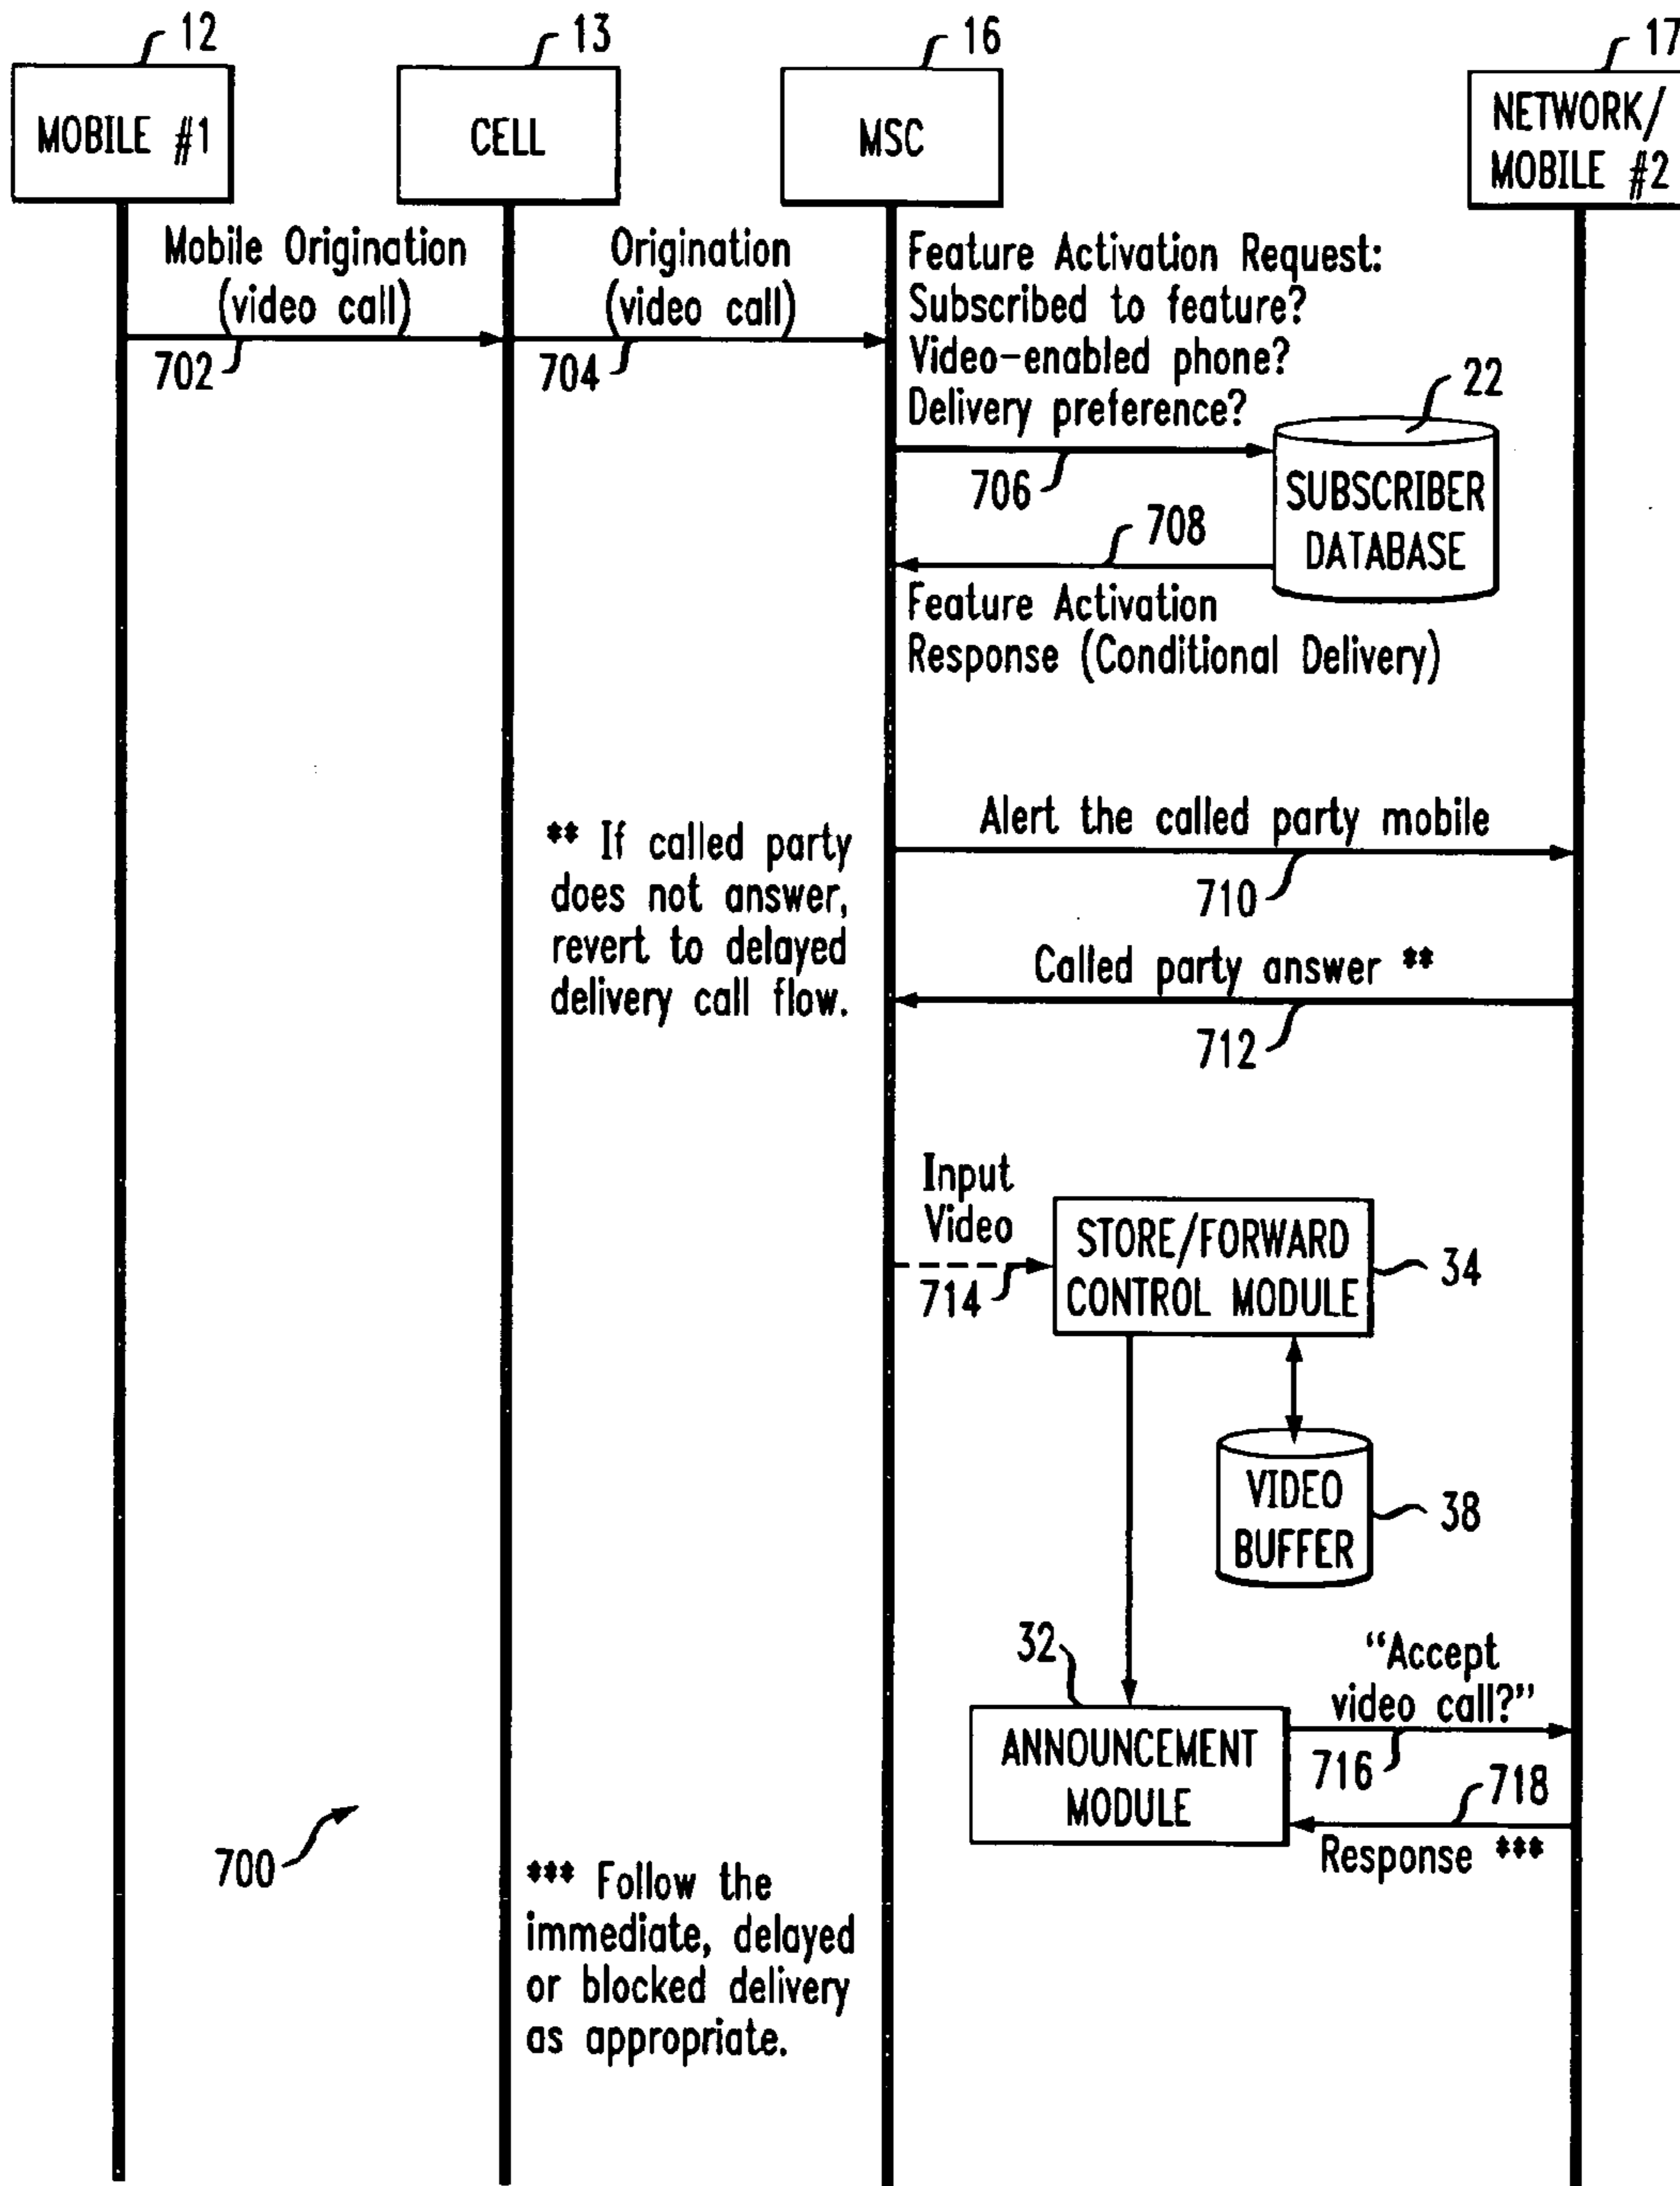 12
13
16
17
MOBILE #1
CELL
MSC
NETWORK/
MOBILE #2
Mobile Origination
(video call)
702
Origination
(video call)
704
Feature Activation Request:
Subscribed to feature?
Video-enabled phone?
Delivery preference?
706
22
SUBSCRIBER
DATABASE
708
Feature Activation
Response (Conditional Delivery)
Alert the called party mobile
710
** If called party
does not answer,
revert to delayed
delivery call flow.
Called party answer **
712
Input
Video
714
STORE/FORWARD
CONTROL MODULE
34
VIDEO
BUFFER
38
32
ANNOUNCEMENT
MODULE
“Accept
video call?”
716
718
Response ***
700
*** Follow the
immediate, delayed
or blocked delivery
as appropriate.